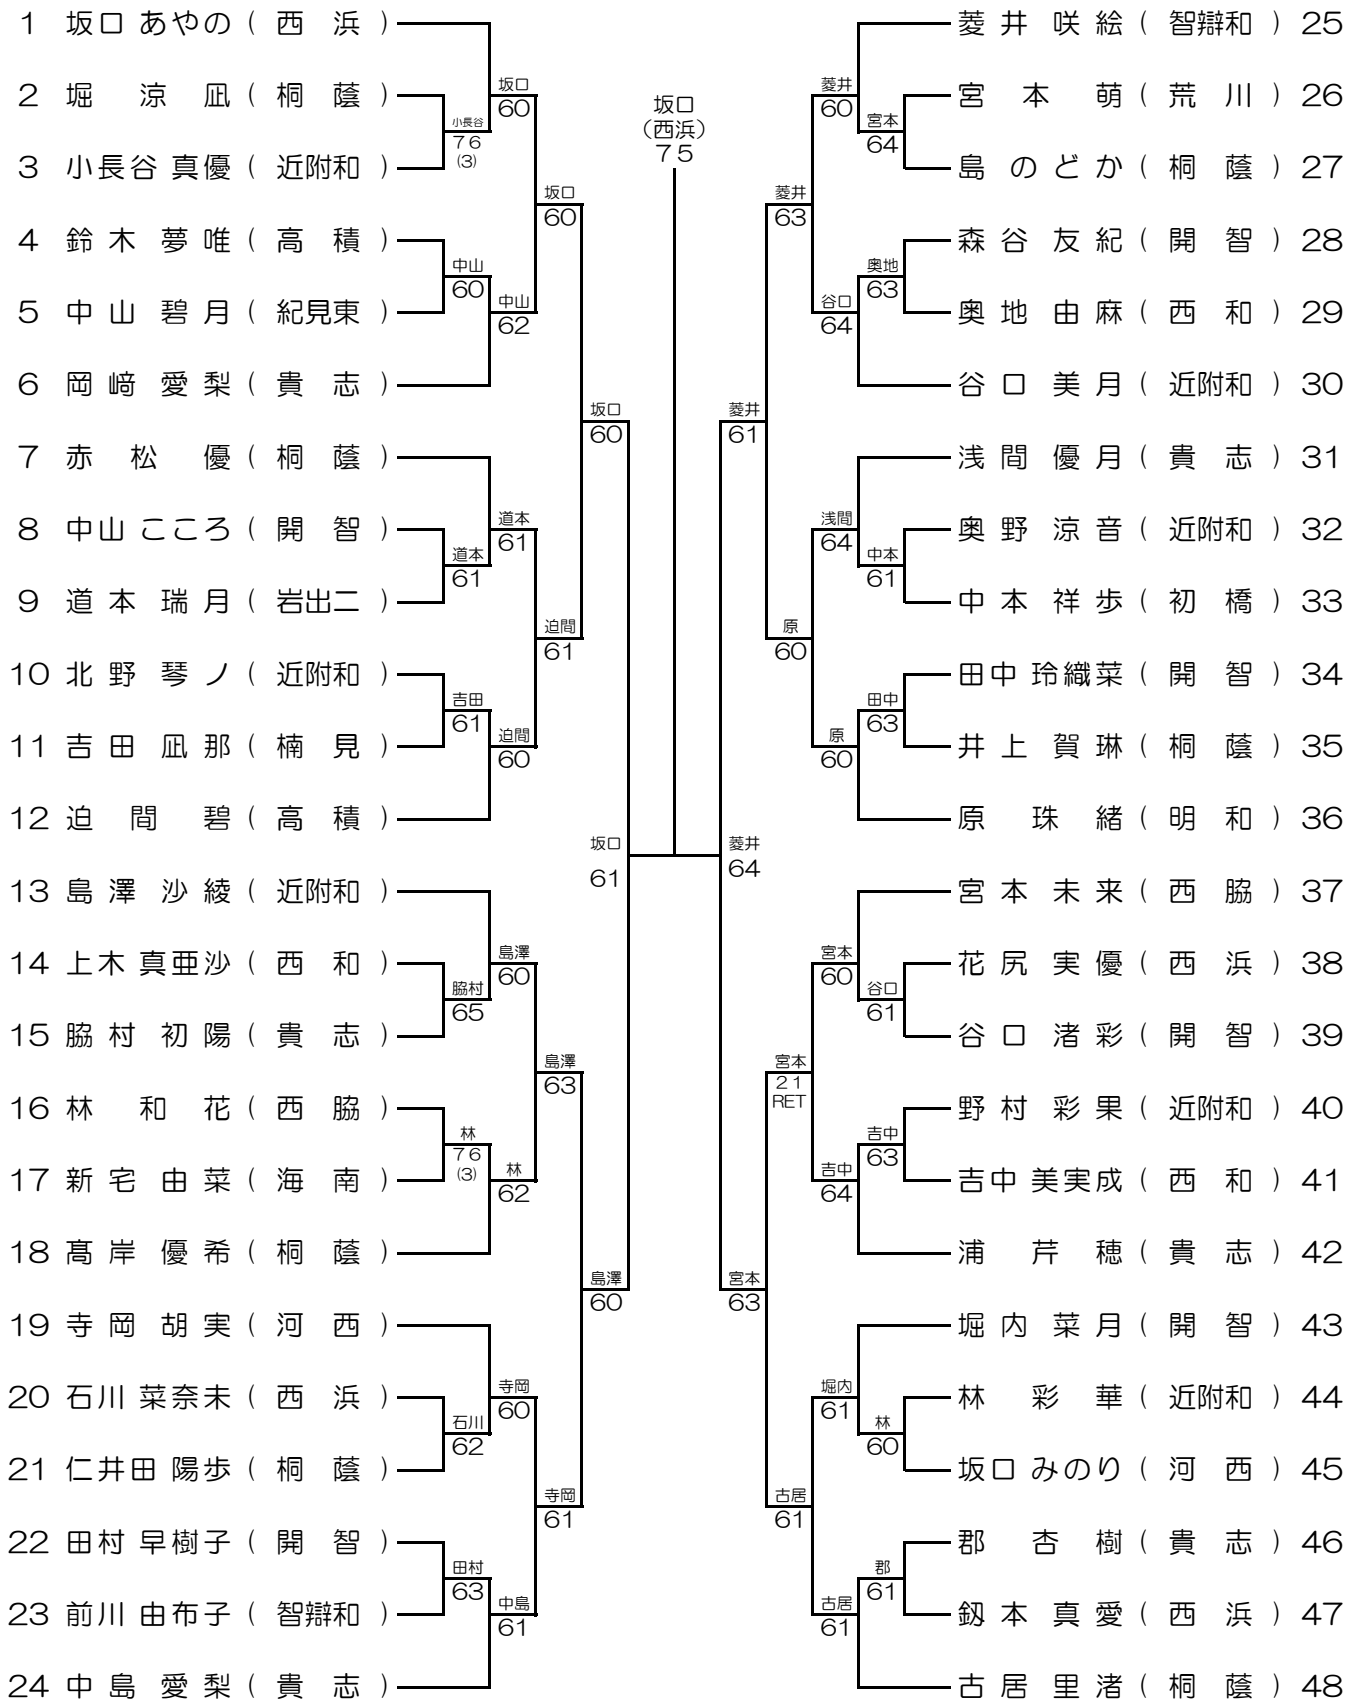 坂口
（西浜）
７５
1 坂口 あやの （ 西 浜 ）
2 堀 涼 凪 （ 桐 蔭 ）
3 小長谷 真優 （ 近附和 ）
4 鈴 木 夢 唯 （ 高 積 ）
5 中 山 碧 月 （ 紀見東 ）
6 岡 﨑 愛 梨 （ 貴 志 ）
7 赤 松 優 （ 桐 蔭 ）
8 中山 こころ （ 開 智 ）
9 道 本 瑞 月 （ 岩出二 ）
10 北 野 琴 ノ （ 近附和 ）
11 吉 田 凪 那 （ 楠 見 ）
12 迫 間 碧 （ 高 積 ）
13 島 澤 沙 綾 （ 近附和 ）
14 上木 真亜沙 （ 西 和 ）
15 脇 村 初 陽 （ 貴 志 ）
16 林 和 花 （ 西 脇 ）
17 新 宅 由 菜 （ 海 南 ）
18 髙 岸 優 希 （ 桐 蔭 ）
19 寺 岡 胡 実 （ 河 西 ）
20 石川 菜奈未 （ 西 浜 ）
21 仁井田 陽歩 （ 桐 蔭 ）
22 田村 早樹子 （ 開 智 ）
23 前川 由布子 （ 智辯和 ）
24 中 島 愛 梨 （ 貴 志 ）
小長谷
７６
(3)
中山
60
道本
61
吉田
61
脇村
65
林
７６
(3)
石川
62
田村
63
坂口
60
中山
62
道本
61
迫間
60
島澤
60
林
62
寺岡
60
中島
61
坂口
60
迫間
61
島澤
63
寺岡
61
坂口
60
島澤
60
坂口
61
菱井
64
菱井
61
宮本
63
菱井
63
原
60
宮本
２１
RET
古居
61
菱井
60
谷口
64
浅間
64
原
60
宮本
60
吉中
64
堀内
61
古居
61
宮本
64
奥地
63
中本
61
田中
63
谷口
61
吉中
63
林
60
郡
61
菱 井 咲 絵 （ 智辯和 ） 25
宮 本 萌 （ 荒 川 ） 26
島 のどか （ 桐 蔭 ） 27
森 谷 友 紀 （ 開 智 ） 28
奥 地 由 麻 （ 西 和 ） 29
谷 口 美 月 （ 近附和 ） 30
浅 間 優 月 （ 貴 志 ） 31
奥 野 涼 音 （ 近附和 ） 32
中 本 祥 歩 （ 初 橋 ） 33
田中 玲織菜 （ 開 智 ） 34
井 上 賀 琳 （ 桐 蔭 ） 35
原 珠 緒 （ 明 和 ） 36
宮 本 未 来 （ 西 脇 ） 37
花 尻 実 優 （ 西 浜 ） 38
谷 口 渚 彩 （ 開 智 ） 39
野 村 彩 果 （ 近附和 ） 40
吉中 美実成 （ 西 和 ） 41
浦 芹 穂 （ 貴 志 ） 42
堀 内 菜 月 （ 開 智 ） 43
林 彩 華 （ 近附和 ） 44
坂口 みのり （ 河 西 ） 45
郡 杏 樹 （ 貴 志 ） 46
釼 本 真 愛 （ 西 浜 ） 47
古 居 里 渚 （ 桐 蔭 ） 48